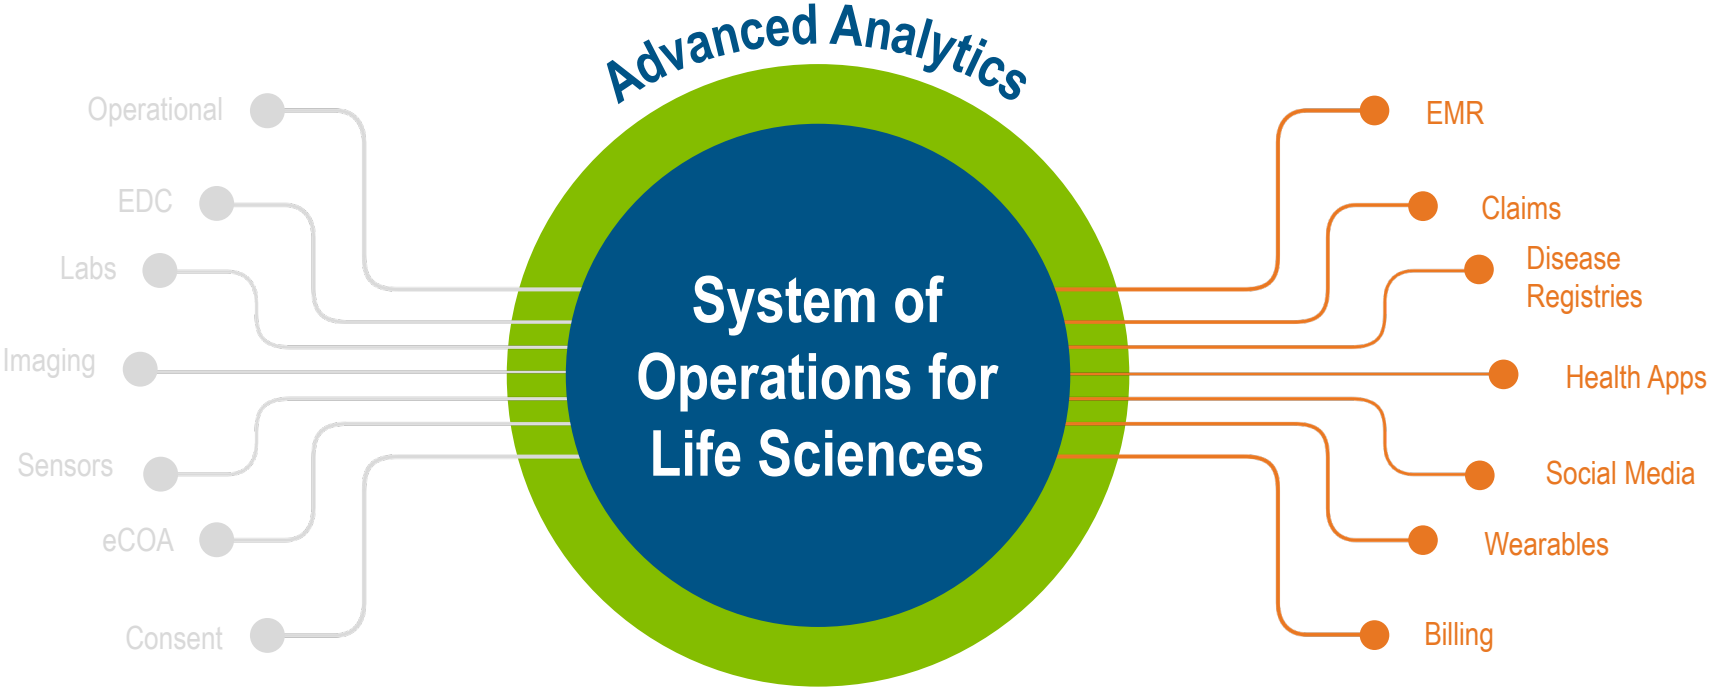 Advanced Analytics
Operational
EDC
Labs
Imaging
Sensors
eCOA
Consent
System of
Operations for
Life Sciences
EMR
Claims
Disease
Registries
Health Apps
Social Media
Wearables
Billing